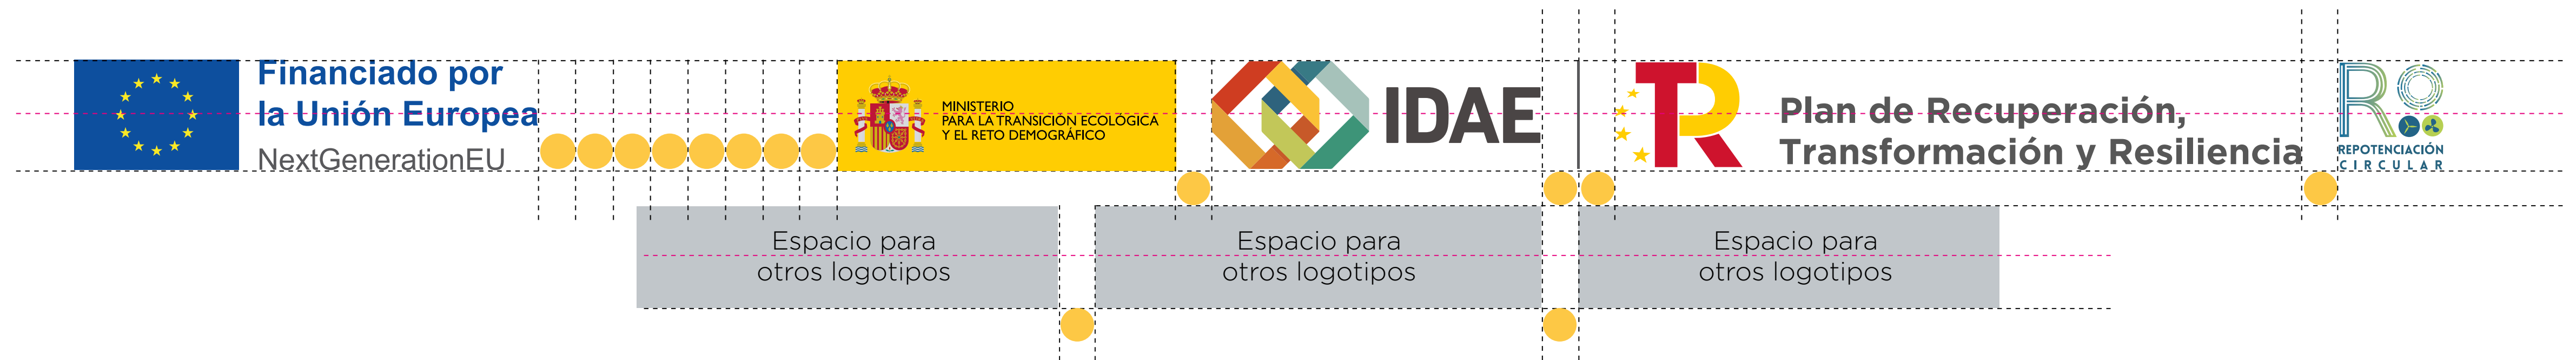 Financiado por
la Unión Europea
NextGenerationEU
MINISTERIO
PARA LA TRANSICIÓN ECOLÓGICA
Y EL RETO DEMOGRÁFICO
IDAE
TR
Plan de Recuperación,
Transformación y Resiliencia
R
REPOTENCIACIÓN
CIRCULAR
Espacio para
otros logotipos
Espacio para
otros logotipos
Espacio para
otros logotipos